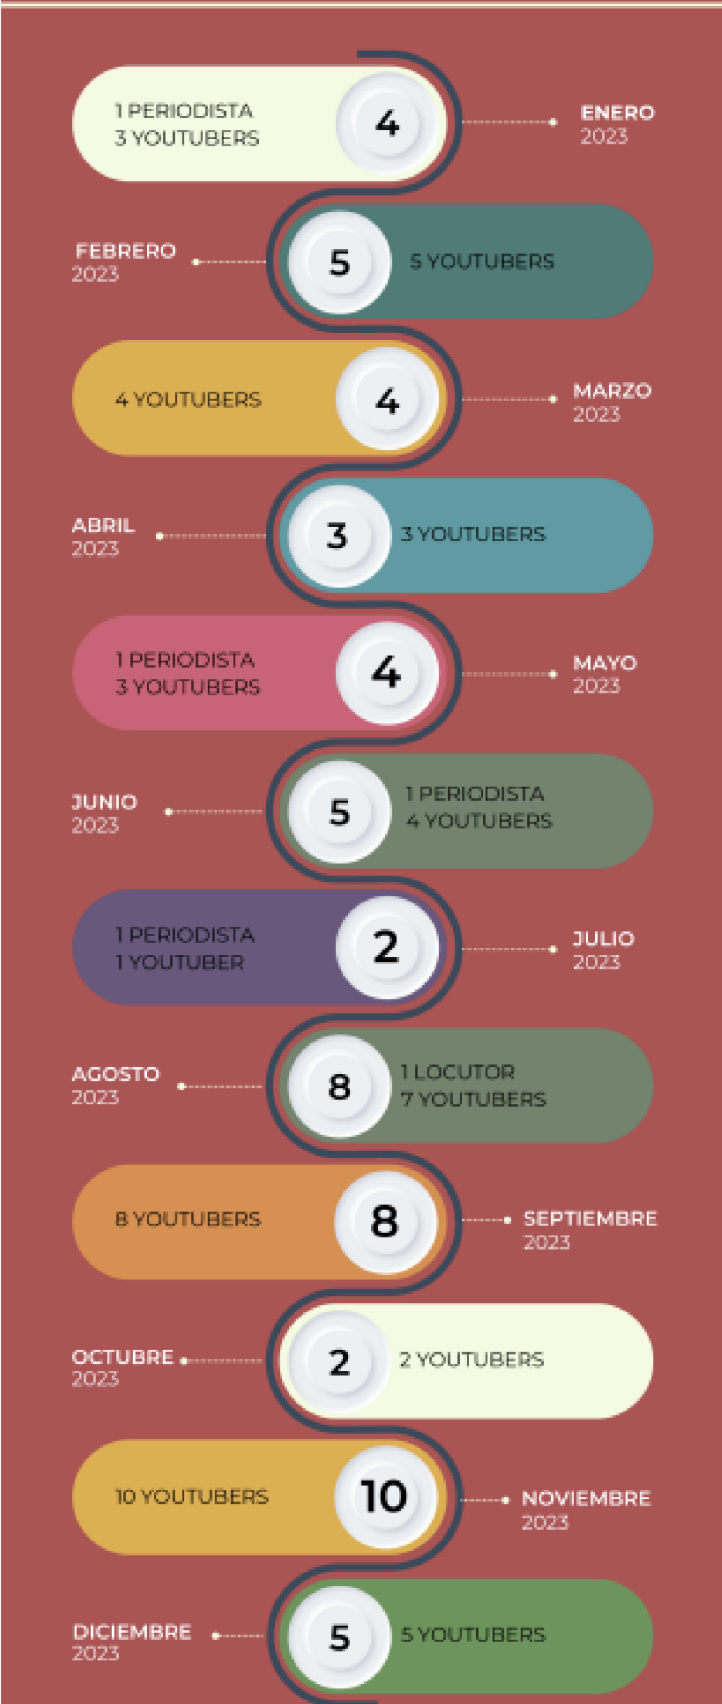 1 PERIODISTA
3 YOUTUBERS
4
ENERO
2023
FEBRERO
2023
5
5 YOUTUBERS
4 YOUTUBERS
4
MARZO
2023
ABRIL
2023
3
3 YOUTUBERS
1 PERIODISTA
3 YOUTUBERS
4
MAYO
2023
JUNIO
2023
5
1 PERIODISTA
4 YOUTUBERS
1 PERIODISTA
1 YOUTUBER
2
JULIO
2023
AGOSTO
2023
8
1 LOCUTOR
7 YOUTUBERS
8 YOUTUBERS
8
SEPTIEMBRE
2023
OCTUBRE
2023
2
2 YOUTUBERS
10 YOUTUBERS
10
NOVIEMBRE
2023
DICIEMBRE
2023
5
5 YOUTUBERS